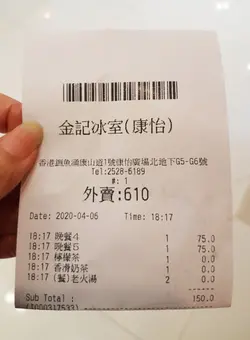 金記冰室(康怡)
香港鰂魚涌康山道1號康怡廣場北地下G5-G6號
Tel:2528-6189
#: 1
外賣:610
Date: 2020-04-06 Time: 18:17
18:17 晚餐4 1 75.0
18:17 晚餐5 1 75.0
18:17 檸檬茶 1 0.0
18:17 香滑奶茶 1 0.0
18:17 (餐)老火湯 2 0.0
Sub Total : 150.0